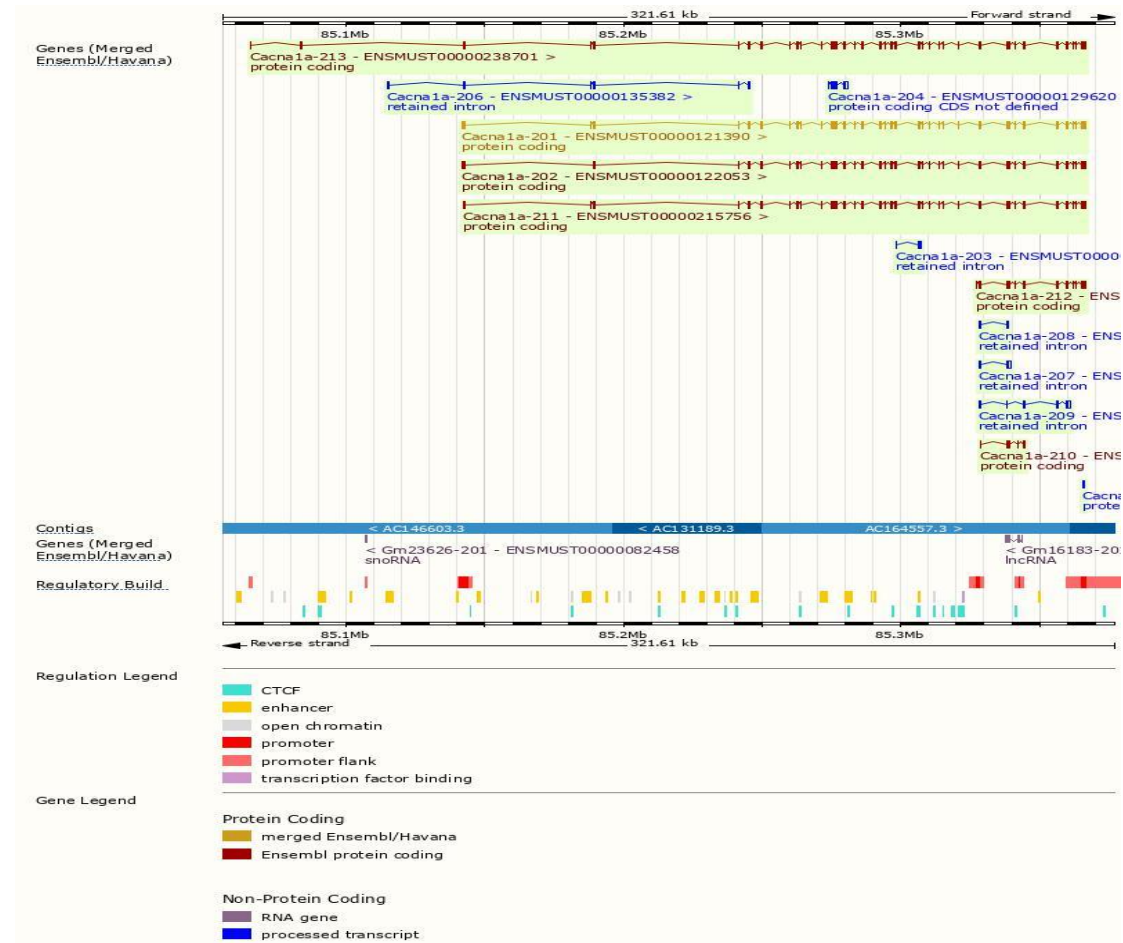 321.61 kb
Forward strand
85.1Mb 85.2Mb 85.3Mb
Genes (Merged
Ensembl/Havana)
Cacna1a-213 - ENSMUST00000238701 >
protein coding
Cacna1a-206 - ENSMUST00000135382 >
retained intron
Cacna1a-204 - ENSMUST00000129620
protein coding CDS not defined
Cacna1a-201 - ENSMUST00000121390 >
protein coding
Cacna1a-202 - ENSMUST00000122053 >
protein coding
Cacna1a-211 - ENSMUST00000215756 >
protein coding
Cacna1a-203 - ENSMUST0000
retained intron
Cacna1a-212 - ENS
protein coding
Cacna1a-208 - ENS
retained intron
Cacna1a-207 - ENS
retained intron
Cacna1a-209 - ENS
retained intron
Cacna1a-210 - ENS
protein coding
Cacna
prote
Contigs
< AC146603.3 < AC131189.3 AC164557.3 >
Genes (Merged
Ensembl/Havana)
< Gm23626-201 - ENSMUST00000082458
snoRNA
< Gm16183-20
lncRNA
Regulatory Build
85.1Mb 85.2Mb 85.3Mb
Reverse strand
321.61 kb
Regulation Legend
CTCF
enhancer
open chromatin
promoter
promoter flank
transcription factor binding
Gene Legend
Protein Coding
merged Ensembl/Havana
Ensembl protein coding
Non-Protein Coding
RNA gene
processed transcript